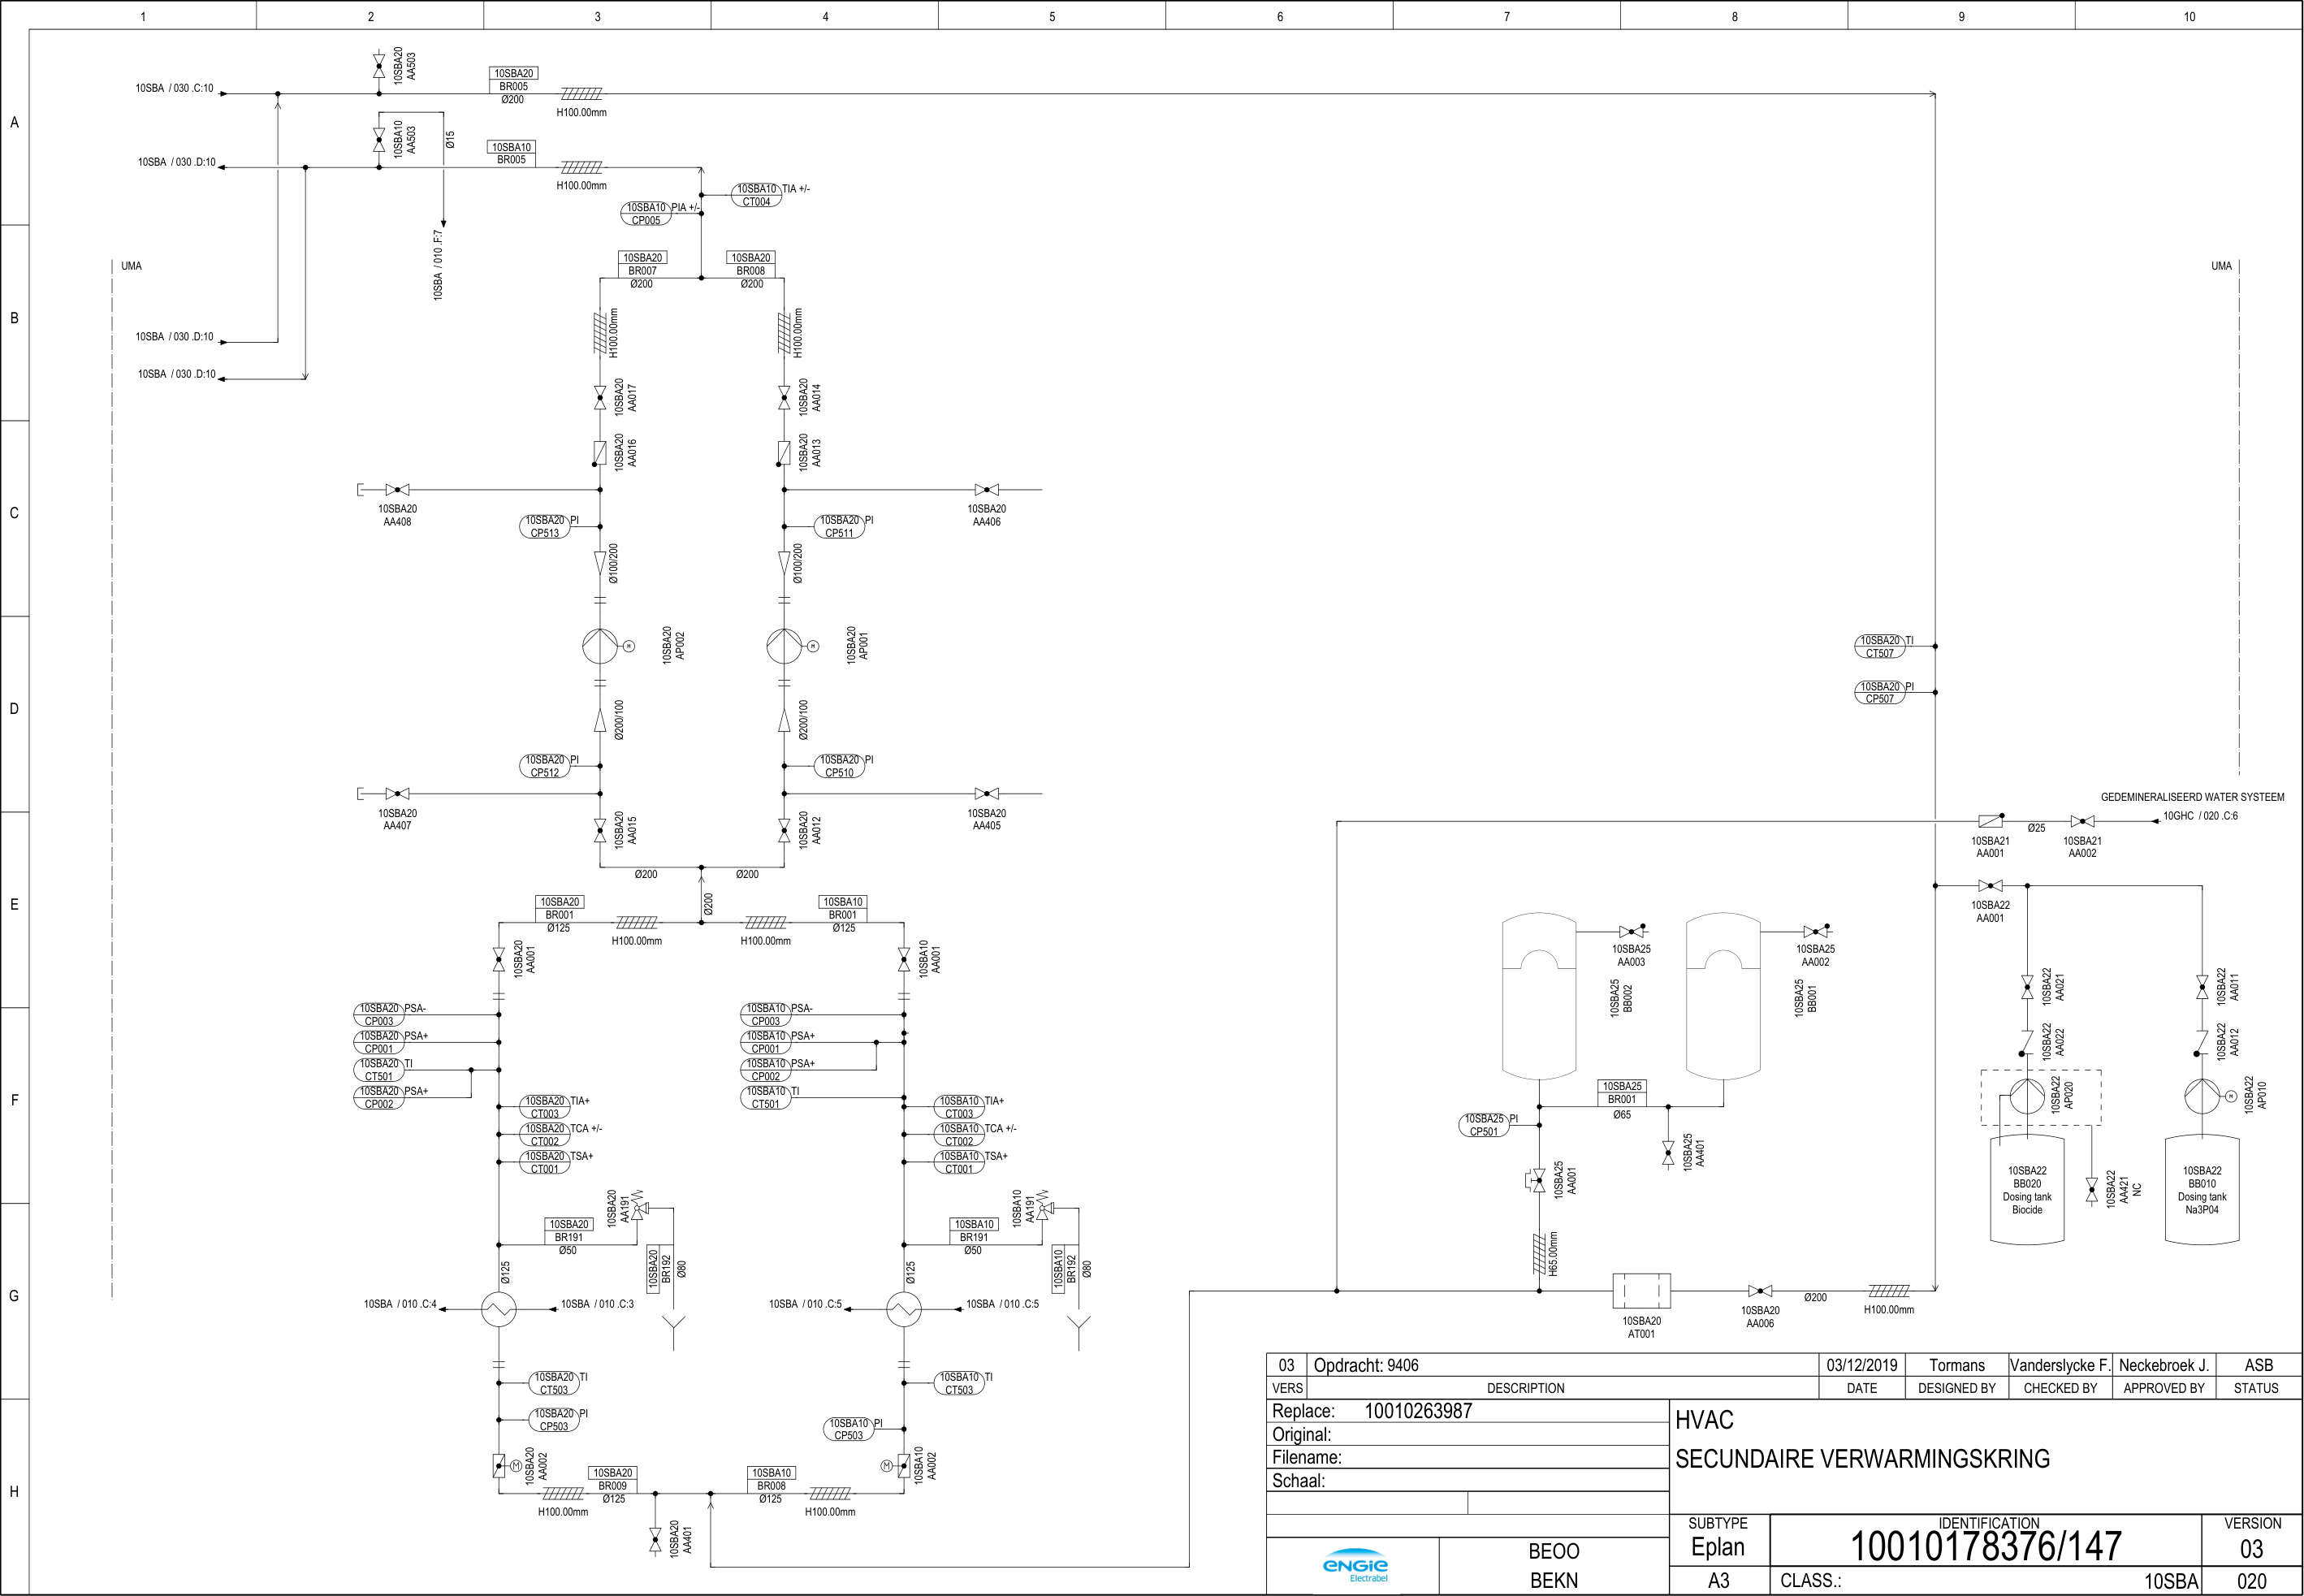 1 2 3 4 5 6 7 8 9 10
A
B
C
D
E
F
G
H
10SBA / 030 .C:10
10SBA20
AA503
10SBA20
BR005
Ø200
H100.00mm
10SBA / 030 .D:10
10SBA10
AA503
Ø15
10SBA10
BR005
H100.00mm
10SBA10 TIA +/-
CT004
10SBA10 PIA +/-
CP005
10SBA / 010 .F:7
UMA
UMA
10SBA / 030 .D:10
10SBA / 030 .D:10
10SBA20
BR007
Ø200
10SBA20
BR008
Ø200
H100.00mm
H100.00mm
10SBA20
AA017
10SBA20
AA014
10SBA20
AA016
10SBA20
AA013
10SBA20
AA408
10SBA20
AA406
10SBA20 PI
CP513
10SBA20 PI
CP511
Ø100/200
Ø100/200
10SBA20
AP002
10SBA20
AP001
Ø200/100
Ø200/100
10SBA20 PI
CP512
10SBA20 PI
CP510
10SBA20
AA407
10SBA20
AA405
10SBA20
AA015
10SBA20
AA012
M
M
Ø200
Ø200
Ø200
10SBA20
BR001
Ø125
H100.00mm
10SBA10
BR001
Ø125
H100.00mm
10SBA20
AA001
10SBA10
AA001
10SBA20 PSA-
CP003
10SBA20 PSA+
CP001
10SBA20 TI
CT501
10SBA20 PSA+
CP002
10SBA20 TIA+
CT003
10SBA20 TCA +/-
CT002
10SBA20 TSA+
CT001
10SBA10 PSA-
CP003
10SBA10 PSA+
CP001
10SBA10 PSA+
CP002
10SBA10 TI
CT501
10SBA10 TIA+
CT003
10SBA10 TCA +/-
CT002
10SBA10 TSA+
CT001
10SBA20
AA191
10SBA20
BR191
Ø50
10SBA20
BR192
Ø80
10SBA10
AA191
10SBA10
BR191
Ø50
10SBA10
BR192
Ø80
Ø125
Ø125
10SBA / 010 .C:4
10SBA / 010 .C:3
10SBA / 010 .C:5
10SBA / 010 .C:5
10SBA20 TI
CT503
10SBA20 PI
CP503
10SBA10 TI
CT503
10SBA10 PI
CP503
M
10SBA20
AA002
M
10SBA10
AA002
10SBA20
BR009
Ø125
H100.00mm
10SBA10
BR008
Ø125
H100.00mm
10SBA20
AA401
10SBA20 TI
CT507
10SBA20 PI
CP507
GEDEMINERALISEERD WATER SYSTEEM
10GHC / 020 .C:6
Ø25
10SBA21
AA001
10SBA21
AA002
10SBA22
AA001
10SBA25
AA003
10SBA25
AA002
10SBA25
BB002
10SBA25
BB001
10SBA22
AA021
10SBA22
AA011
10SBA22
AA022
10SBA22
AA012
10SBA22
AP020
10SBA22
AP010
M
10SBA25
BR001
Ø65
10SBA25 PI
CP501
10SBA25
AA401
10SBA25
AA001
10SBA22
BB020
Dosing tank
Biocide
10SBA22
AA421
NC
10SBA22
BB010
Dosing tank
Na3P04
H65.00mm
10SBA20
AT001
10SBA20
AA006
Ø200
H100.00mm
03 Opdracht: 9406 03/12/2019 Tormans Vanderslycke F. Neckebroek J. ASB
VERS DESCRIPTION DATE DESIGNED BY CHECKED BY APPROVED BY STATUS
Replace: 10010263987
Original:
Filename:
Schaal:
HVAC
SECUNDAIRE VERWARMINGSKRING
SUBTYPE IDENTIFICATION VERSION
Eplan 10010178376/147 03
A3 CLASS.: 10SBA 020
ENGIE
Electrabel
BEOO
BEKN